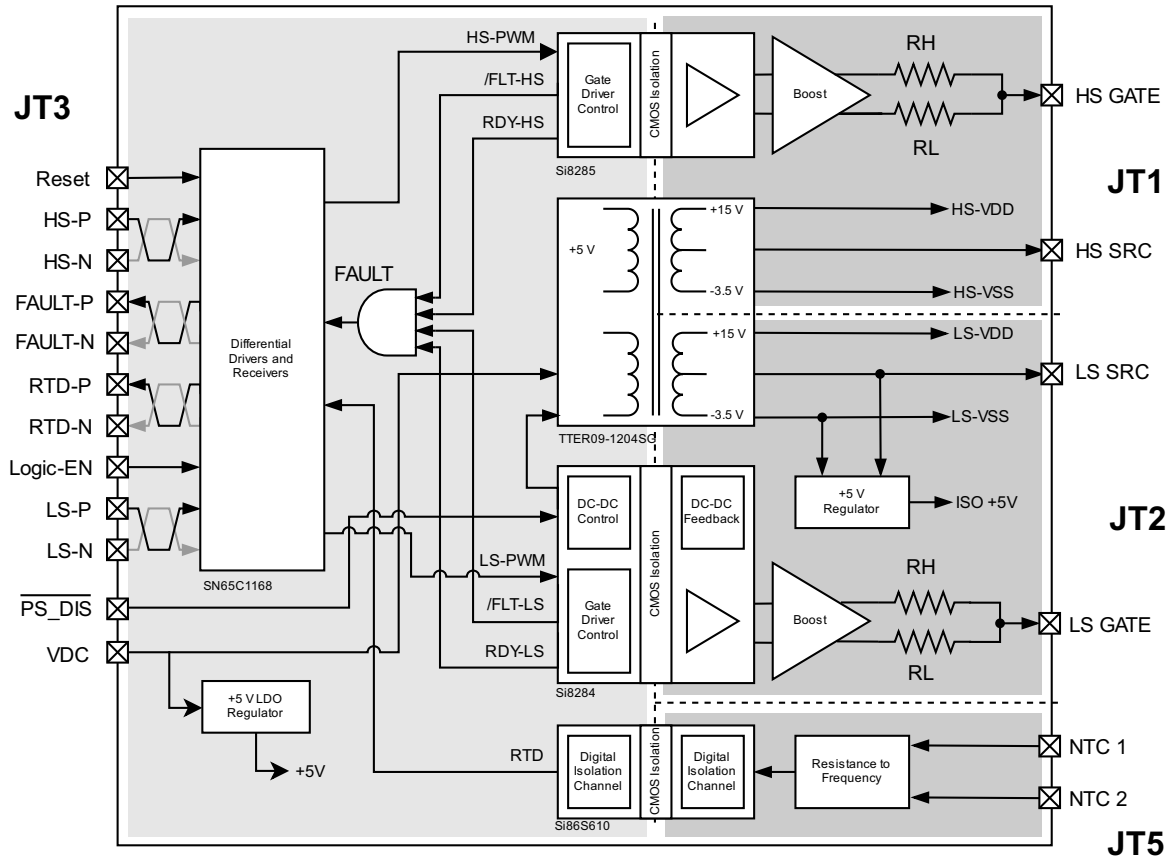 JT3
Reset
HS-P
HS-N
FAULT-P
FAULT-N
RTD-P
RTD-N
Logic-EN
LS-P
LS-N
PS_DIS
VDC
Differential
Drivers and
Receivers
SN65C1168
+5 V LDO
Regulator
+5V
FAULT
HS-PWM
/FLT-HS
RDY-HS
Gate
Driver
Control
CMOS Isolation
Si8285
Boost
RH
RL
HS GATE
JT1
+5 V
+15 V
-3.5 V
+15 V
-3.5 V
TTER09-1204SG
HS-VDD
HS SRC
HS-VSS
LS-VDD
LS SRC
LS-VSS
+5 V
Regulator
ISO +5V
JT2
DC-DC
Control
CMOS Isolation
DC-DC
Feedback
LS-PWM
/FLT-LS
RDY-LS
Gate
Driver
Control
Si8284
Boost
RH
RL
LS GATE
RTD
Digital
Isolation
Channel
CMOS Isolation
Digital
Isolation
Channel
Si86S610
Resistance to
Frequency
NTC 1
NTC 2
JT5